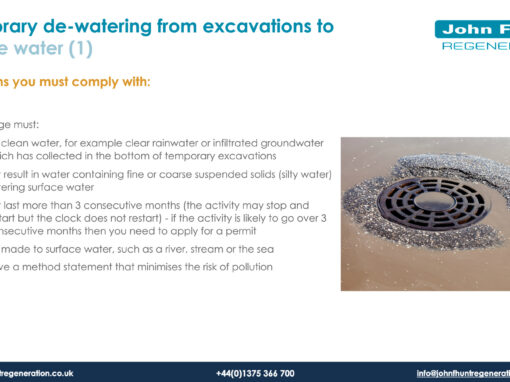 orary de-watering from excavations to
e water (1)
John F
REGENE
ns you must comply with:
ge must:
clean water, for example clear rainwater or infiltrated groundwater
ich has collected in the bottom of temporary excavations
result in water containing fine or coarse suspended solids (silty water)
ering surface water
last more than 3 consecutive months (the activity may stop and
tart but the clock does not restart) - if the activity is likely to go over 3
nsecutive months then you need to apply for a permit
made to surface water, such as a river, stream or the sea
ve a method statement that minimises the risk of pollution
tregeneration.co.uk
+44(0)1375 366 700
info@johnfhuntregenerati